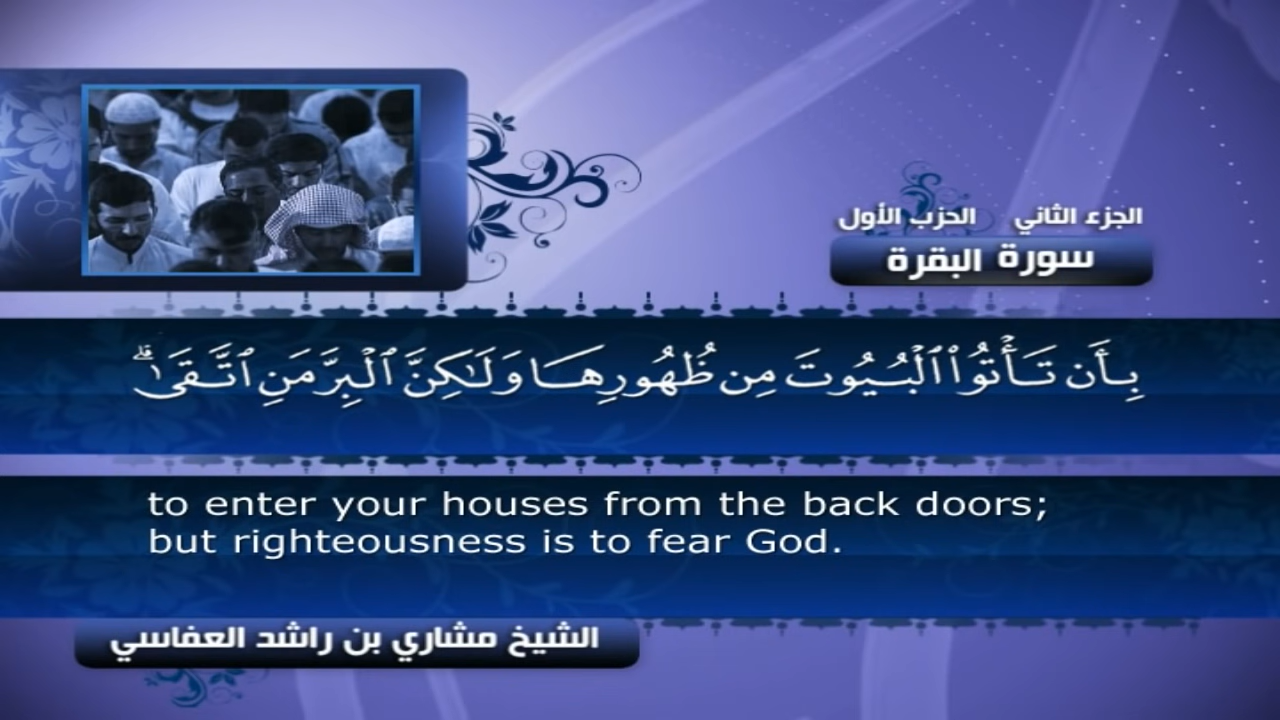 الجزء الثاني    الحزب الأول
سورة البقرة
بِأَن تَأْتُوا۟ ٱلْبُيُوتَ مِن ظُهُورِهَا وَلَـٰكِنَّ ٱلْبِرَّ مَنِ ٱتَّقَىٰ ۗ
to enter your houses from the back doors;
but righteousness is to fear God.
الشيخ مشاري بن راشد العفاسي